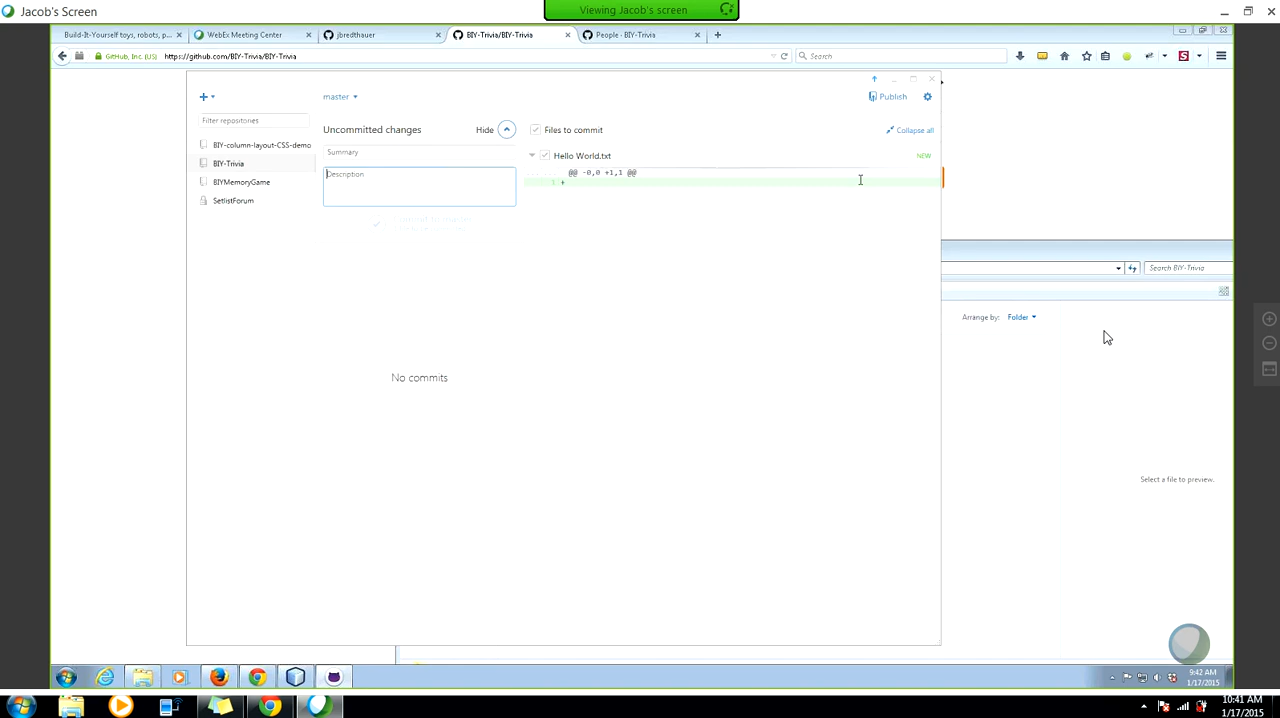 Jacob's Screen
Viewing Jacob's screen
Build-It-Yourself toys, robots, p...
WebEx Meeting Center
jbredthauer
BIY-Trivia/BIY-Trivia
People · BIY-Trivia
GitHub, Inc. (US)
https://github.com/BIY-Trivia/BIY-Trivia
Search
master
Publish
Filter repositories
Uncommitted changes
Hide
Files to commit
Collapse all
BIY-column-layout-CSS-demo
BIY-Trivia
BIYMemoryGame
SetlistForum
Summary
Description
Hello World.txt
NEW
@@ -0,0 +1,1 @@
1 +
No commits
Search BIY-Trivia
Arrange by: Folder
Select a file to preview.
9:42 AM
1/17/2015
10:41 AM
1/17/2015